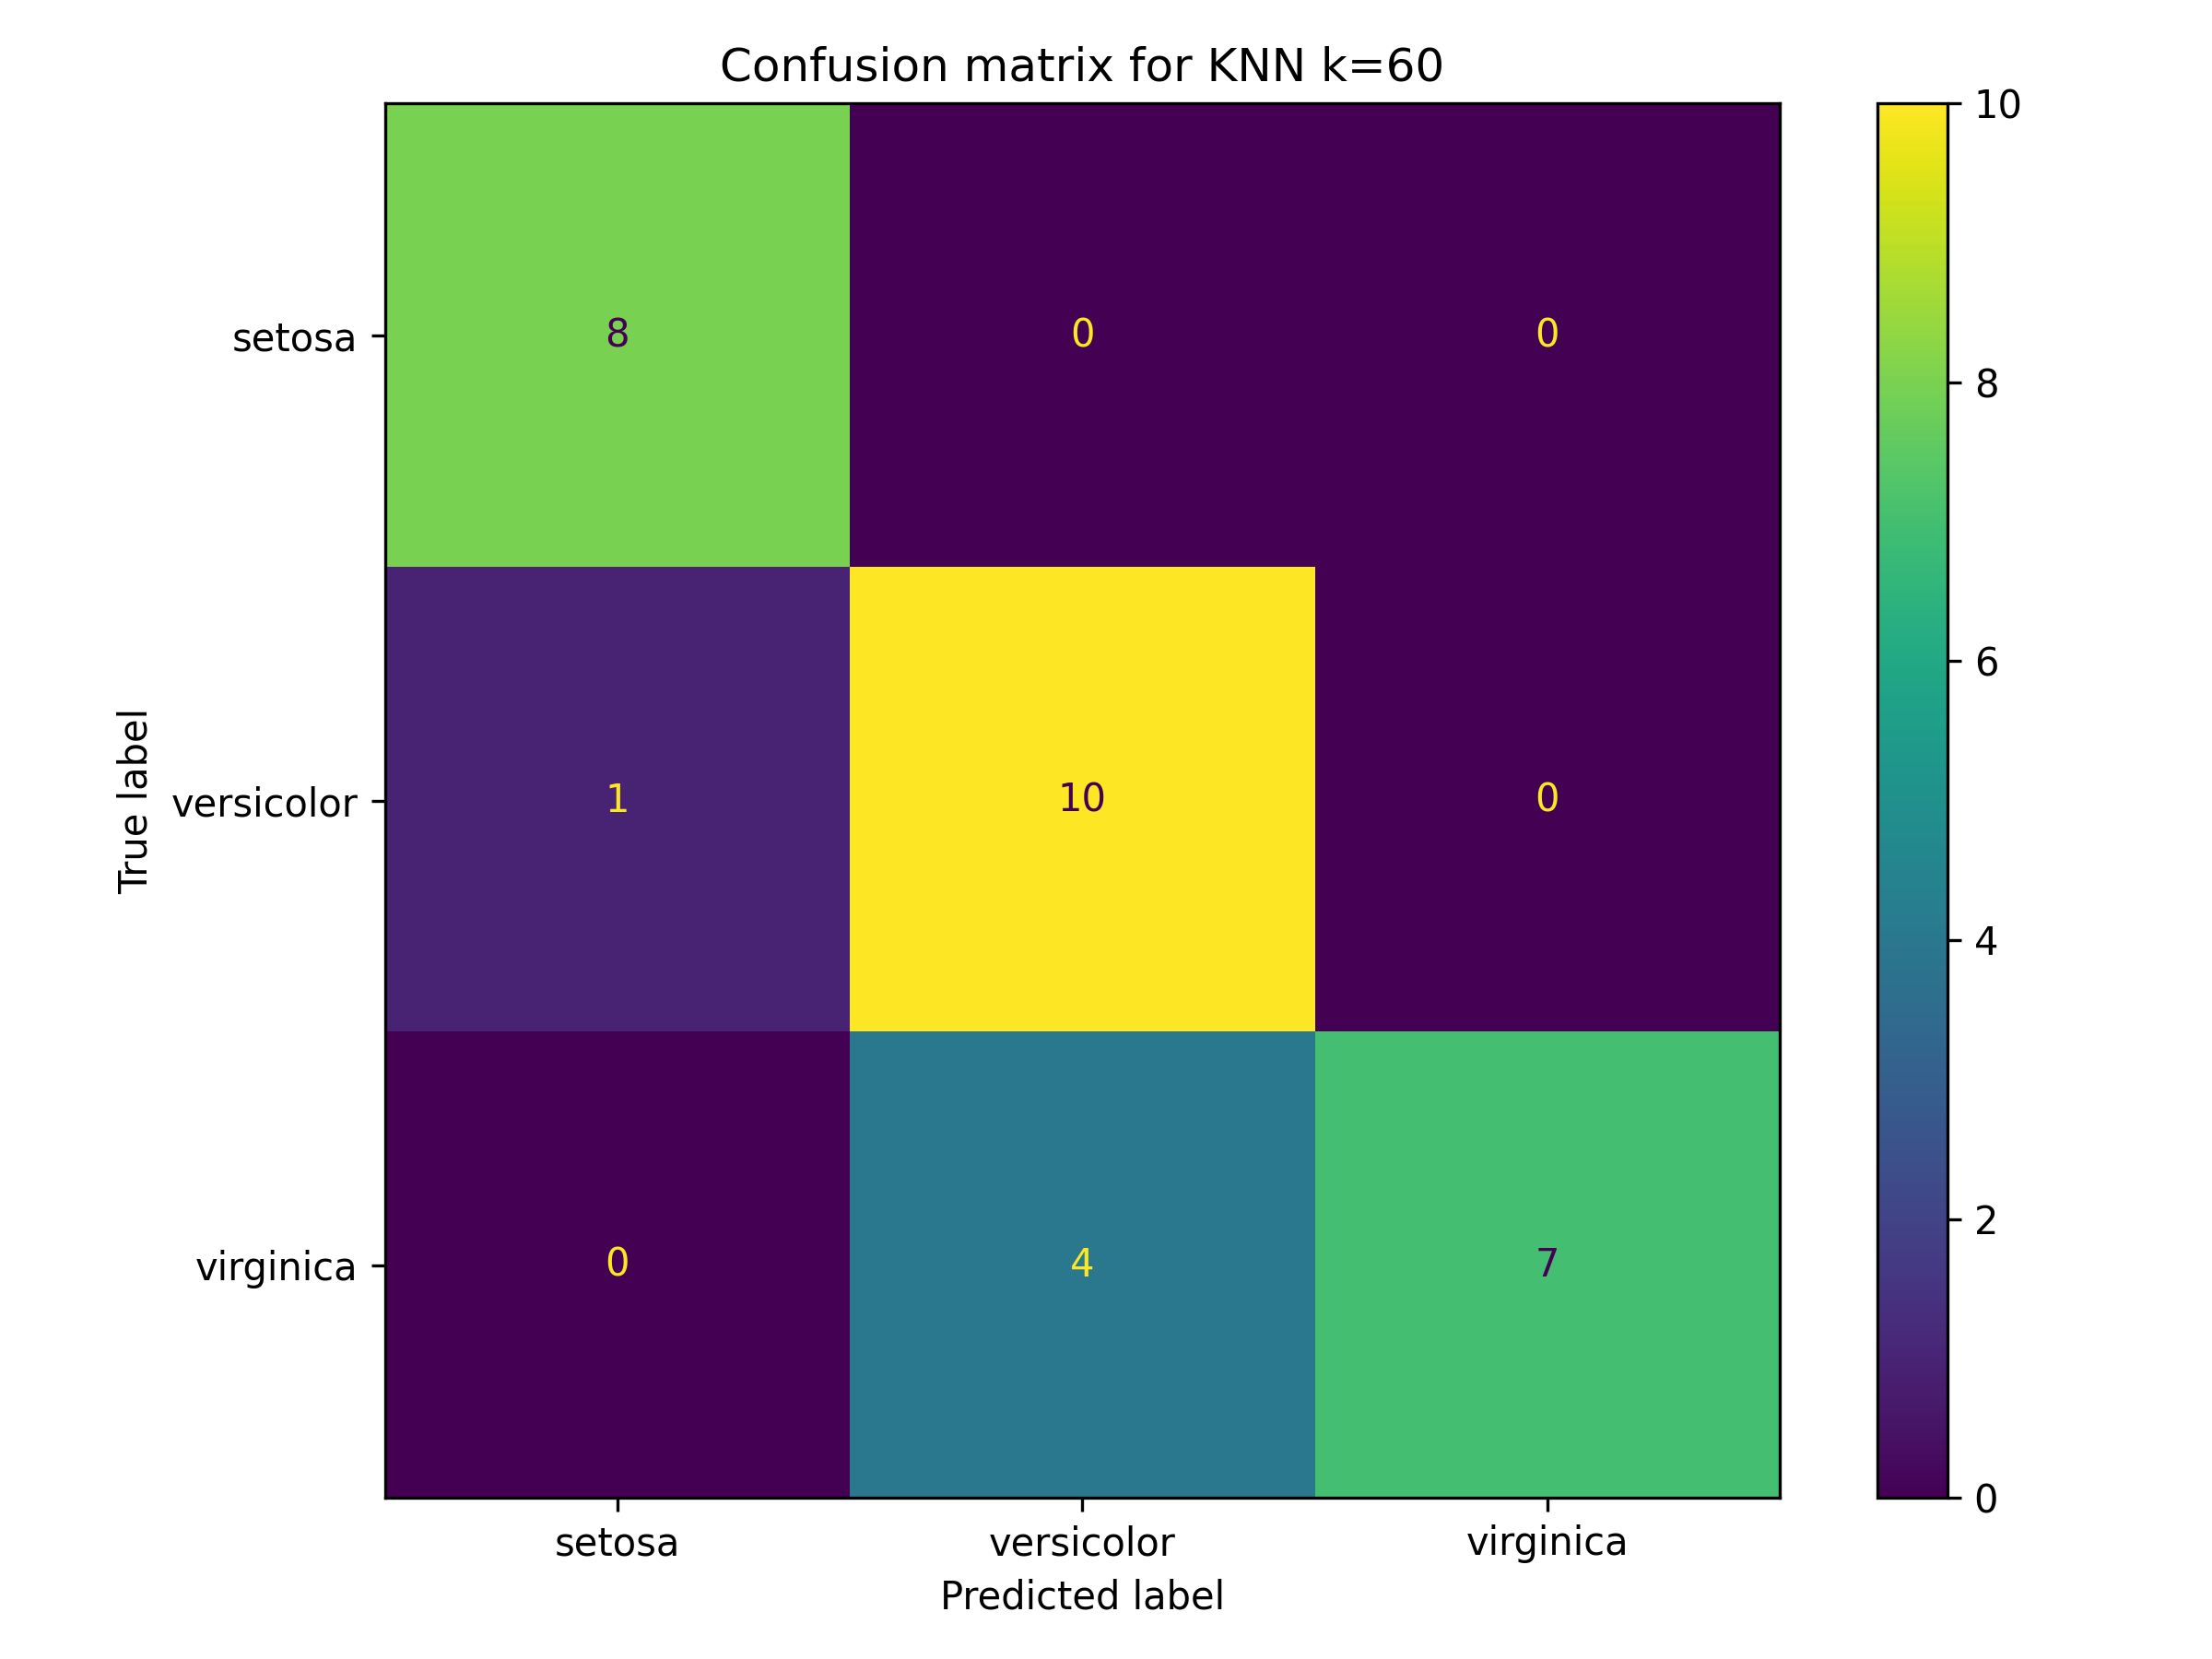 Confusion matrix for KNN k=60
10
8
6
4
2
0
True label
setosa
versicolor
virginica
8 0 0
1 10 0
0 4 7
setosa versicolor virginica
Predicted label